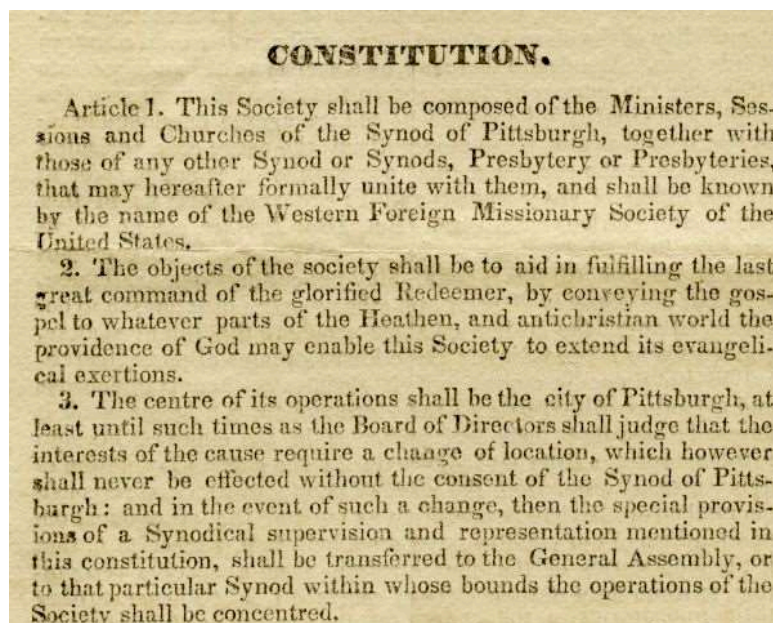 CONSTITUTION.
Article 1. This Society shall be composed of the Ministers, Ses-
sions and Churches of the Synod of Pittsburgh, together with
those of any other Synod or Synods, Presbytery or Presbyteries,
that may hereafter formally unite with them, and shall be known
by the name of the Western Foreign Missionary Society of the
United States.
2. The objects of the society shall be to aid in fulfilling the last
great command of the glorified Redeemer, by conveying the gos-
pel to whatever parts of the Heathen, and antichristian world the
providence of God may enable this Society to extend its evangeli-
cal exertions.
3. The centre of its operations shall be the city of Pittsburgh, at
least until such times as the Board of Directors shall judge that the
interests of the cause require a change of location, which however
shall never be effected without the consent of the Synod of Pitts-
burgh: and in the event of such a change, then the special provis-
ions of a Synodical supervision and representation mentioned in
this constitution, shall be transferred to the General Assembly, or
to that particular Synod within whose bounds the operations of the
Society shall be concentred.